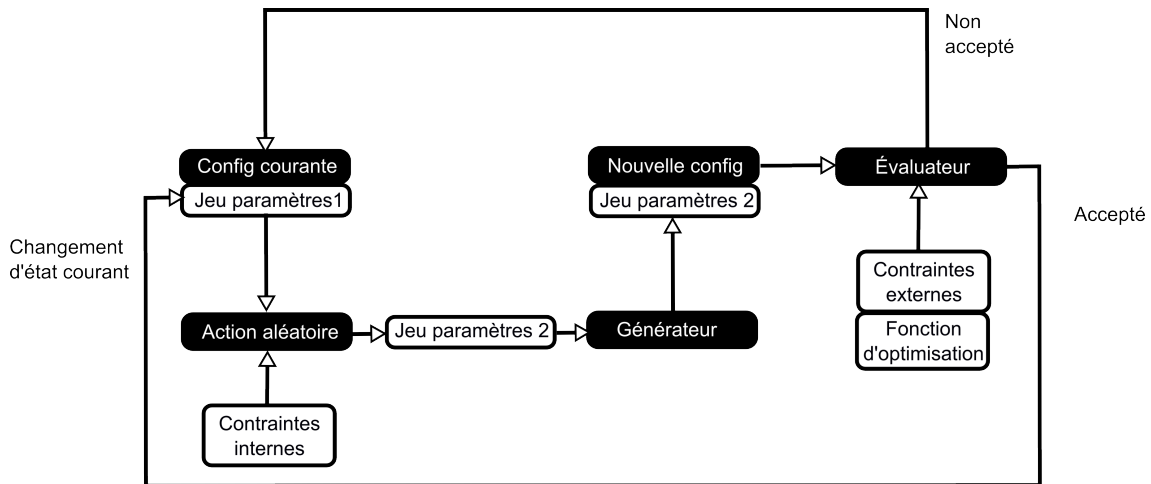 Non
accepté
Config courante
Jeu paramètres1
Nouvelle config
Jeu paramètres 2
Évaluateur
Accepté
Changement
d'état courant
Contraintes
externes
Fonction
d'optimisation
Action aléatoire
Jeu paramètres 2
Générateur
Contraintes
internes